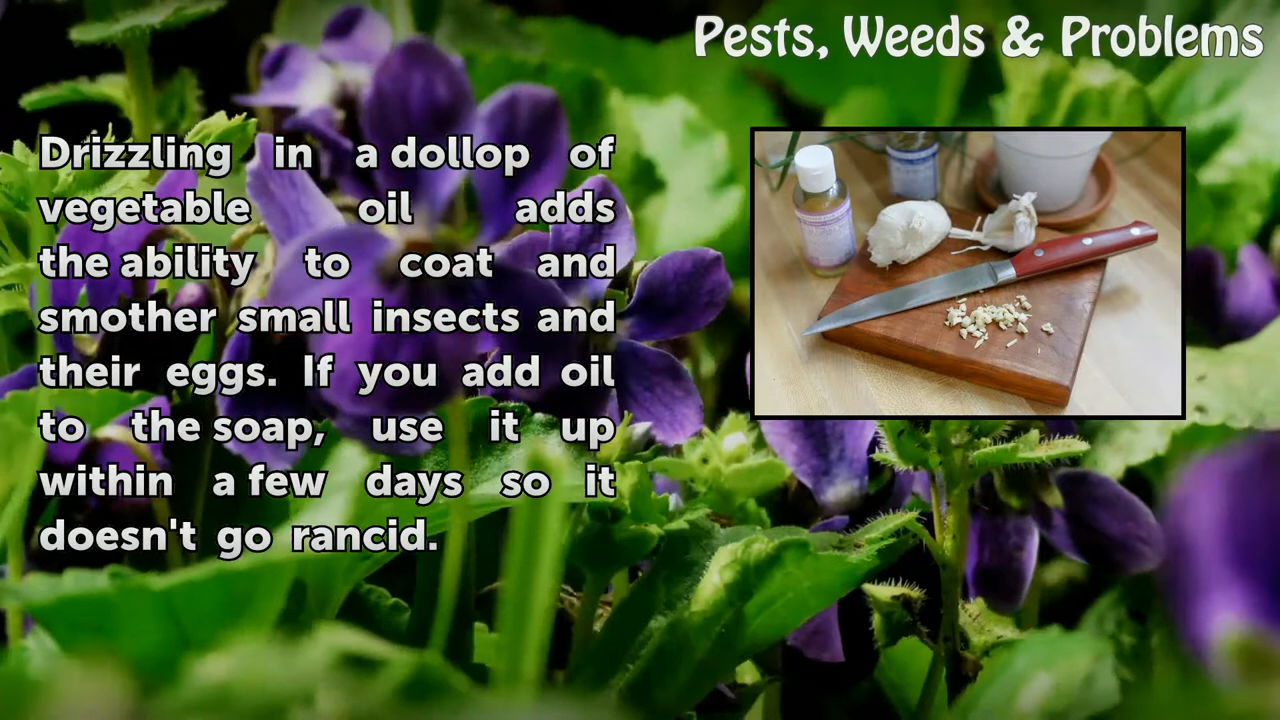 Pests, Weeds & Problems
Drizzling in a dollop of
vegetable oil adds
the ability to coat and
smother small insects and
their eggs. If you add oil
to the soap, use it up
within a few days so it
doesn't go rancid.